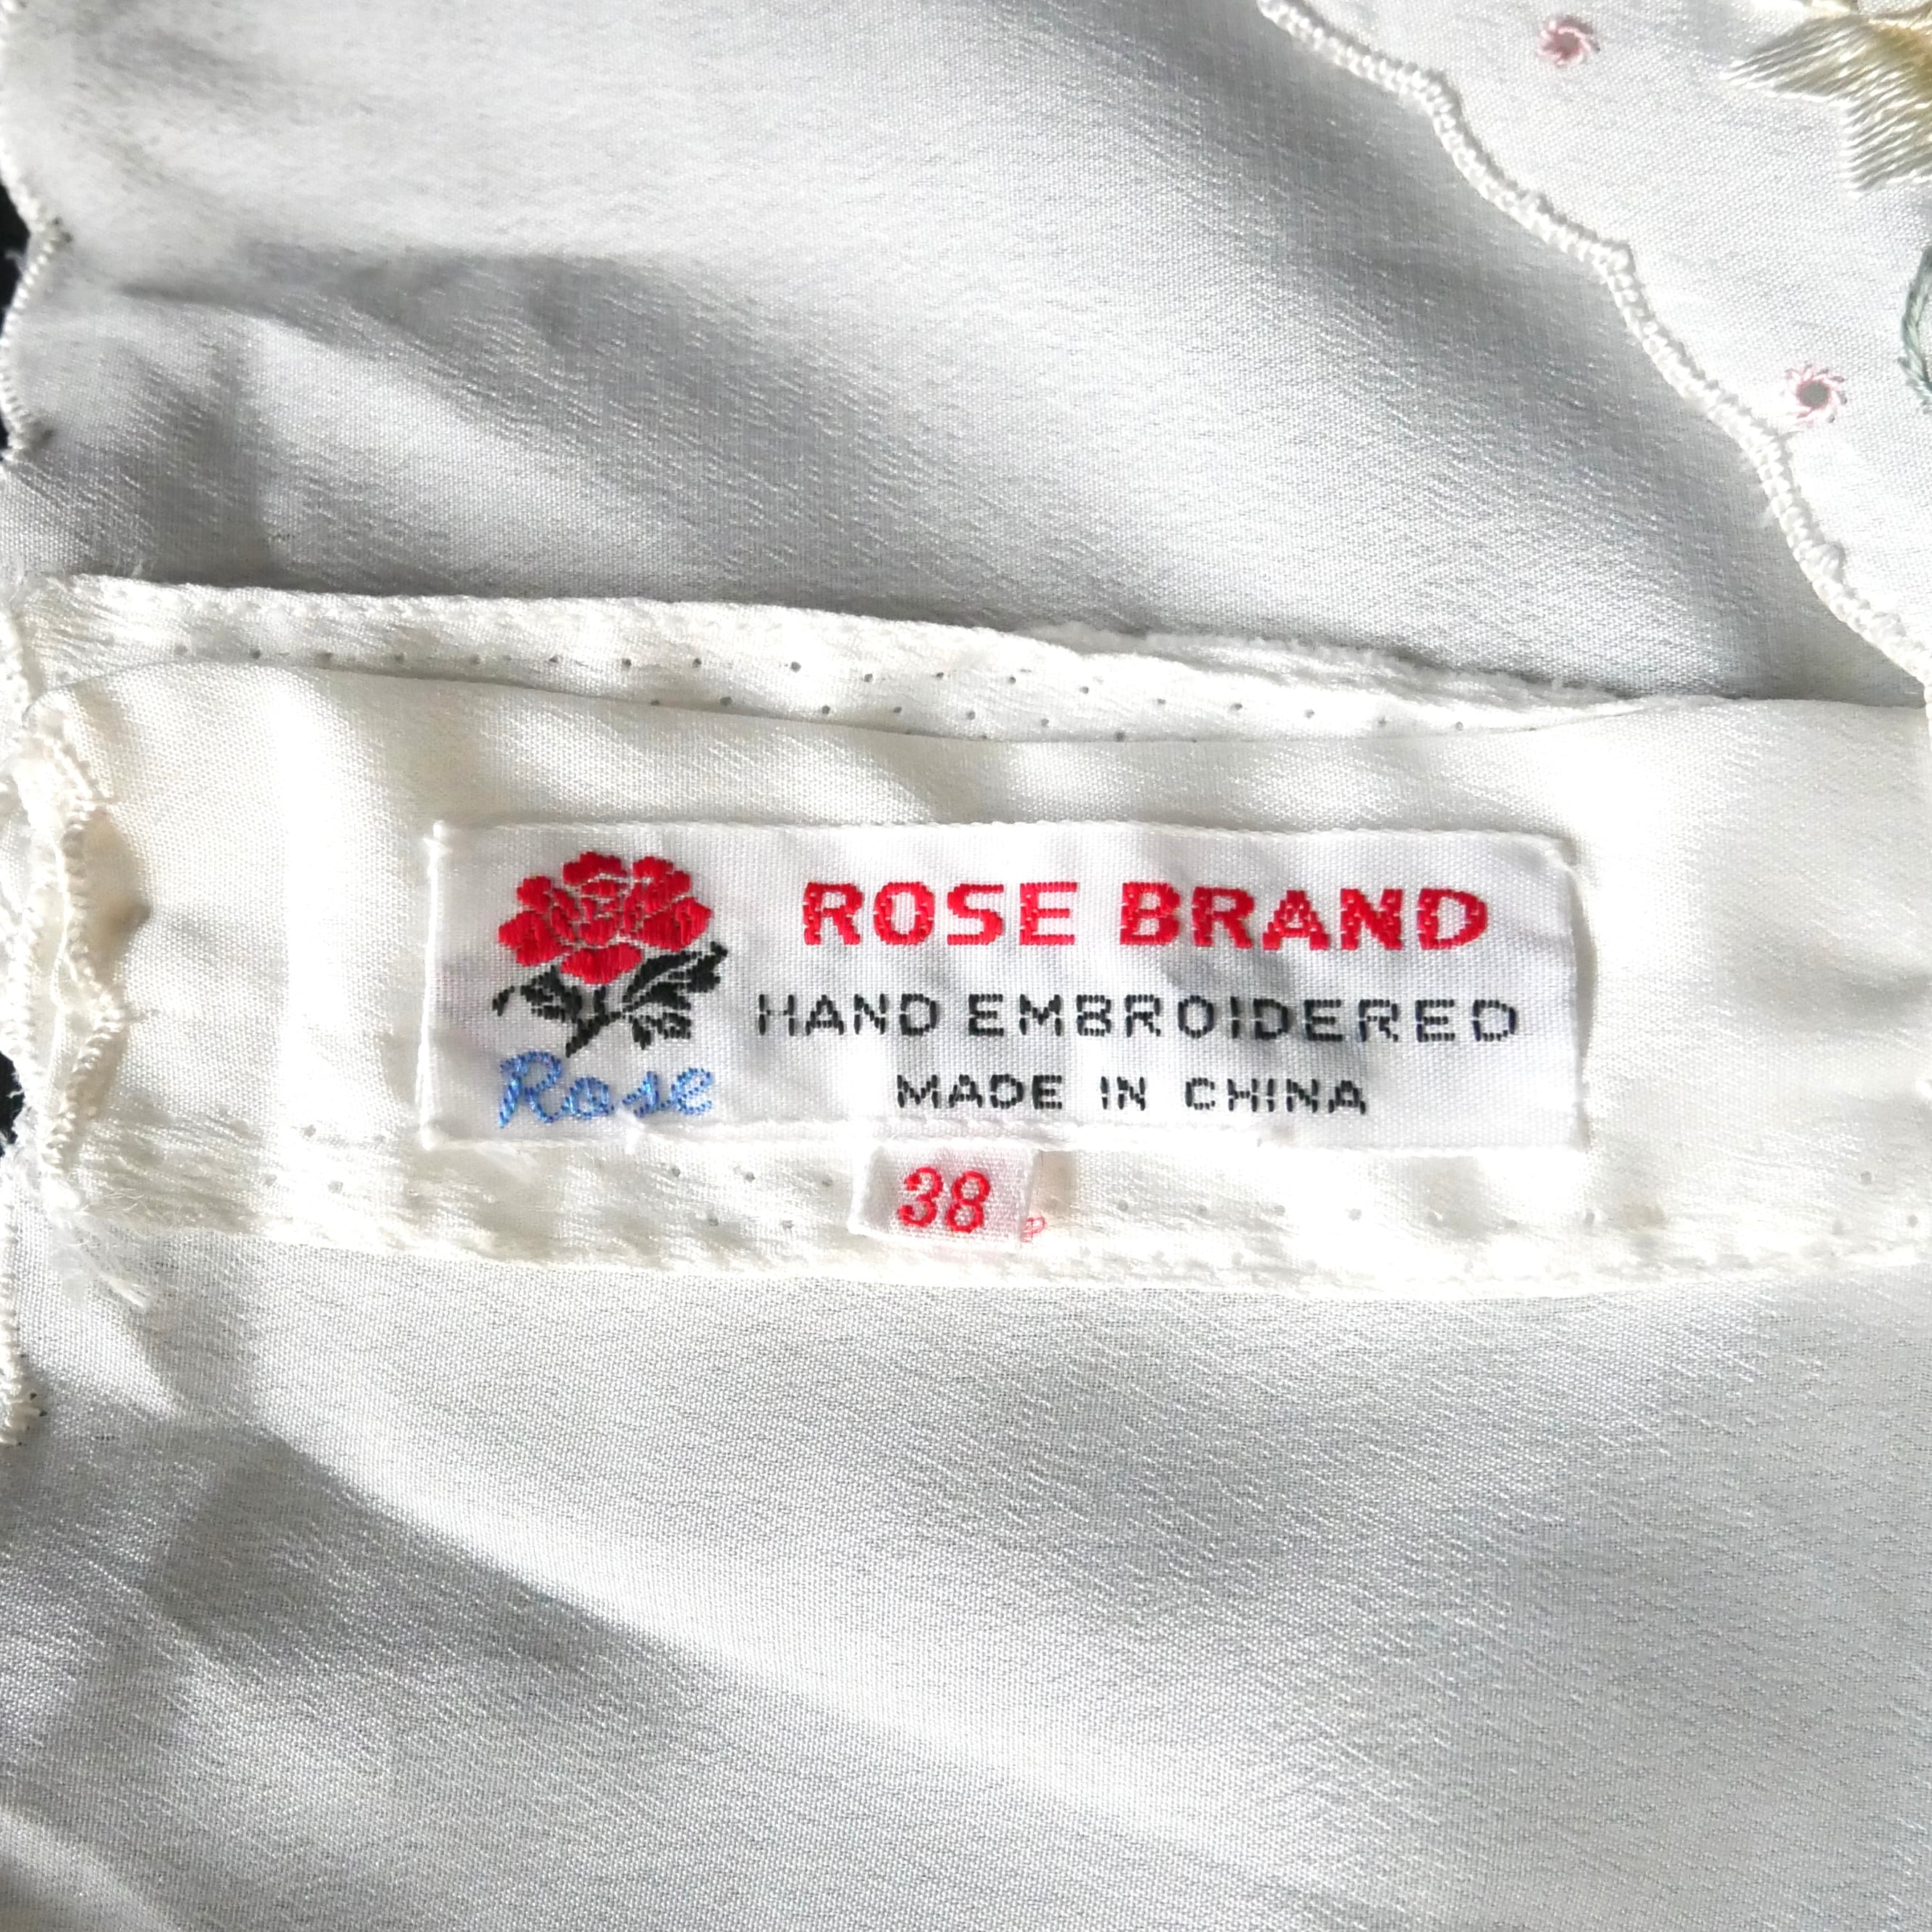 ROSE BRAND
HAND EMBROIDERED
Rose
MADE IN CHINA
38